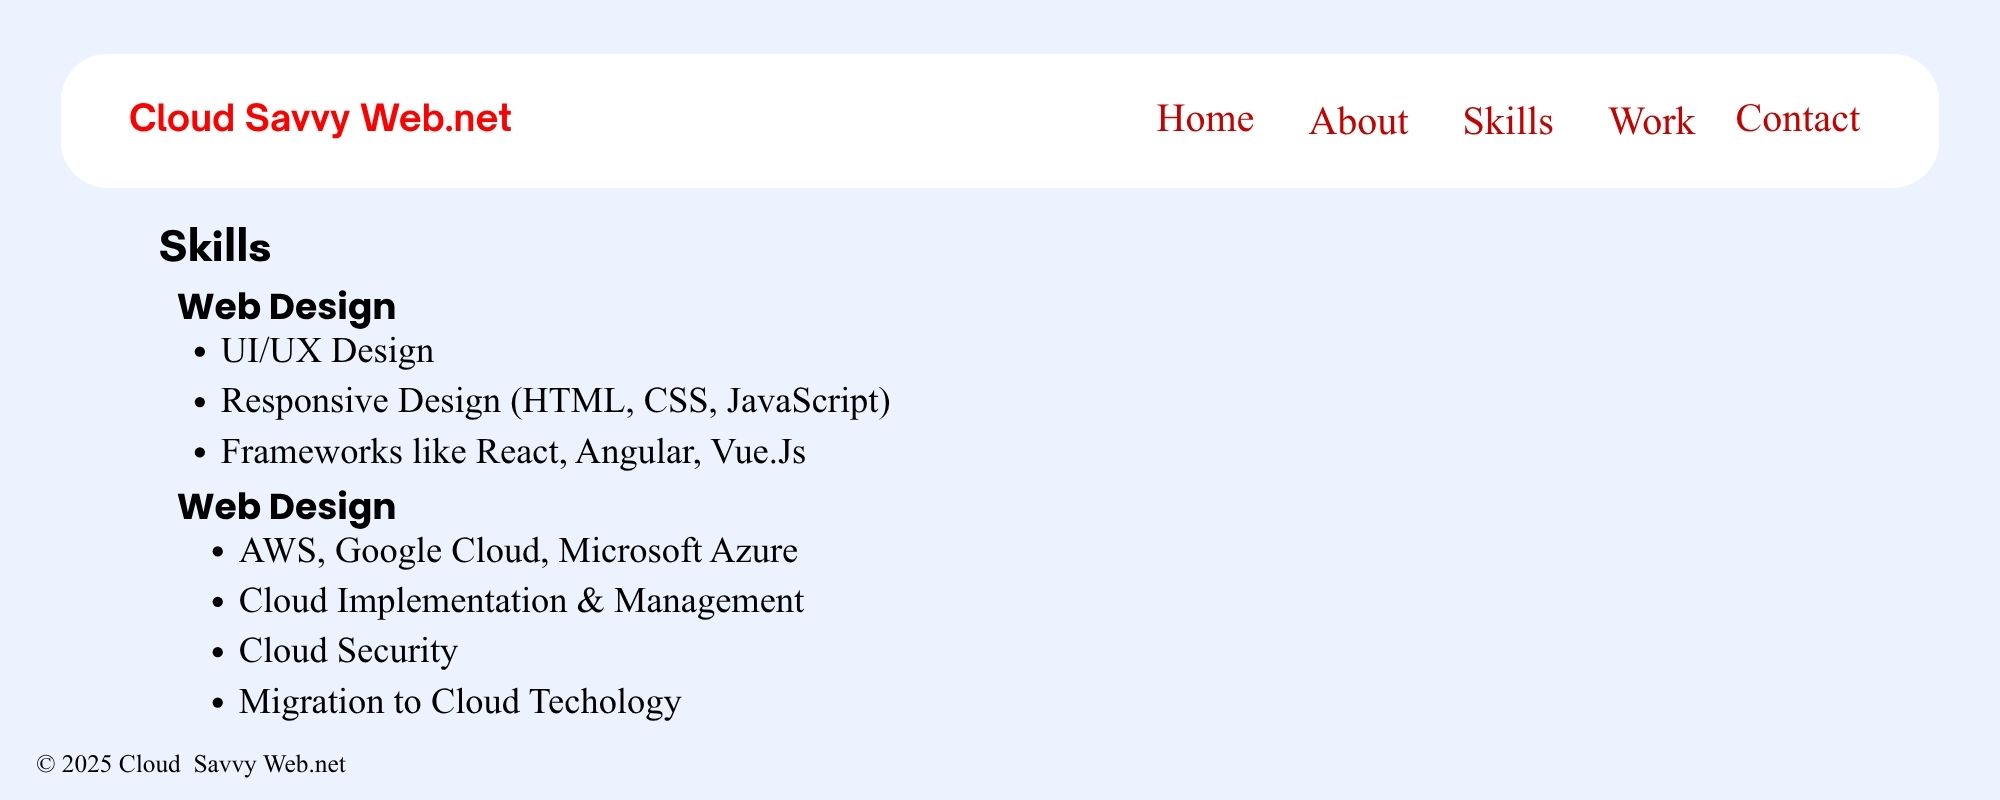 Cloud Savvy Web.net
Home About Skills Work Contact
Skills
Web Design
• UI/UX Design
• Responsive Design (HTML, CSS, JavaScript)
• Frameworks like React, Angular, Vue.Js
Web Design
• AWS, Google Cloud, Microsoft Azure
• Cloud Implementation & Management
• Cloud Security
• Migration to Cloud Techology
© 2025 Cloud  Savvy Web.net